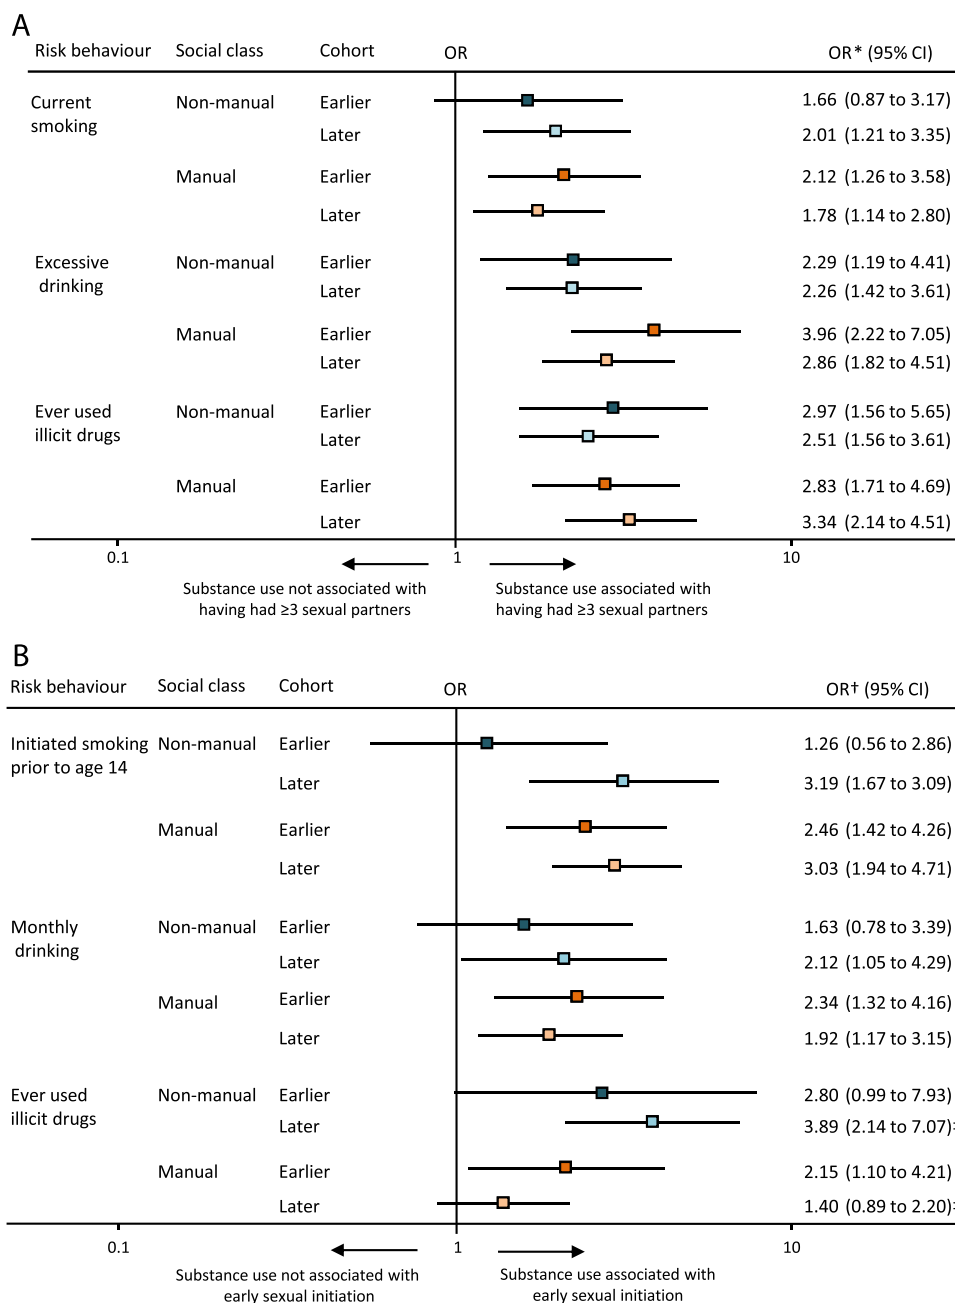 A
Risk behaviour Social class Cohort OR OR* (95% CI)
Current smoking Non-manual Earlier 1.66 (0.87 to 3.17)
Later 2.01 (1.21 to 3.35)
Manual Earlier 2.12 (1.26 to 3.58)
Later 1.78 (1.14 to 2.80)
Excessive drinking Non-manual Earlier 2.29 (1.19 to 4.41)
Later 2.26 (1.42 to 3.61)
Manual Earlier 3.96 (2.22 to 7.05)
Later 2.86 (1.82 to 4.51)
Ever used illicit drugs Non-manual Earlier 2.97 (1.56 to 5.65)
Later 2.51 (1.56 to 3.61)
Manual Earlier 2.83 (1.71 to 4.69)
Later 3.34 (2.14 to 4.51)
0.1 1 10
Substance use not associated with
having had ≥3 sexual partners
Substance use associated with
having had ≥3 sexual partners
B
Risk behaviour Social class Cohort OR OR† (95% CI)
Initiated smoking prior to age 14 Non-manual Earlier 1.26 (0.56 to 2.86)
Later 3.19 (1.67 to 3.09)
Manual Earlier 2.46 (1.42 to 4.26)
Later 3.03 (1.94 to 4.71)
Monthly drinking Non-manual Earlier 1.63 (0.78 to 3.39)
Later 2.12 (1.05 to 4.29)
Manual Earlier 2.34 (1.32 to 4.16)
Later 1.92 (1.17 to 3.15)
Ever used illicit drugs Non-manual Earlier 2.80 (0.99 to 7.93)
Later 3.89 (2.14 to 7.07)
Manual Earlier 2.15 (1.10 to 4.21)
Later 1.40 (0.89 to 2.20)
0.1 1 10
Substance use not associated with
early sexual initiation
Substance use associated with
early sexual initiation